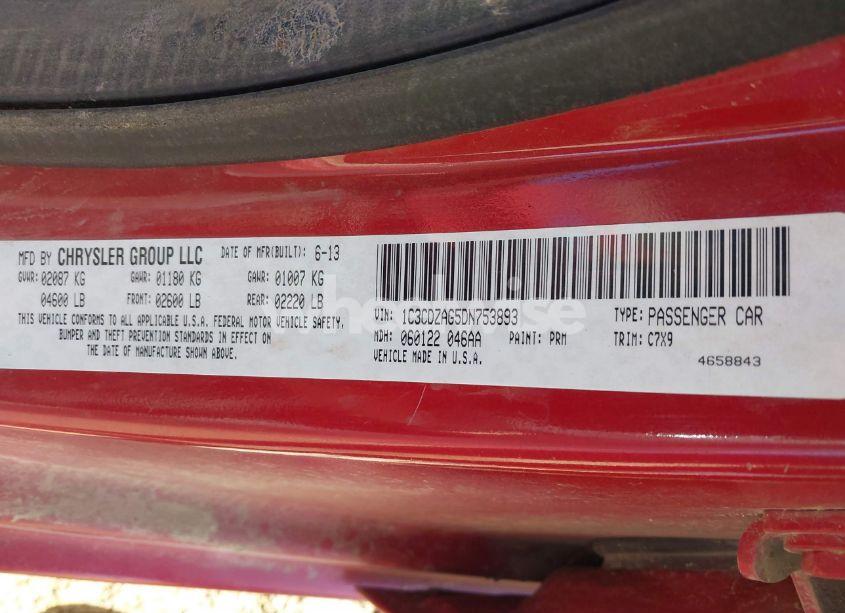 MFD BY CHRYSLER GROUP LLC DATE OF MFR(BUILT): 6-13
GVWR: 02087 KG GAWR: 01180 KG GAWR: 01007 KG
04600 LB FRONT: 02600 LB REAR: 02220 LB
THIS VEHICLE CONFORMS TO ALL APPLICABLE U.S.A. FEDERAL MOTOR VEHICLE SAFETY,
BUMPER AND THEFT PREVENTION STANDARDS IN EFFECT ON
THE DATE OF MANUFACTURE SHOWN ABOVE.
VIN: 1C3CDZAG5DN753893 TYPE: PASSENGER CAR
MDH: 060122 046AA PAINT: PRM TRIM: C7X9
VEHICLE MADE IN U.S.A. 4658843